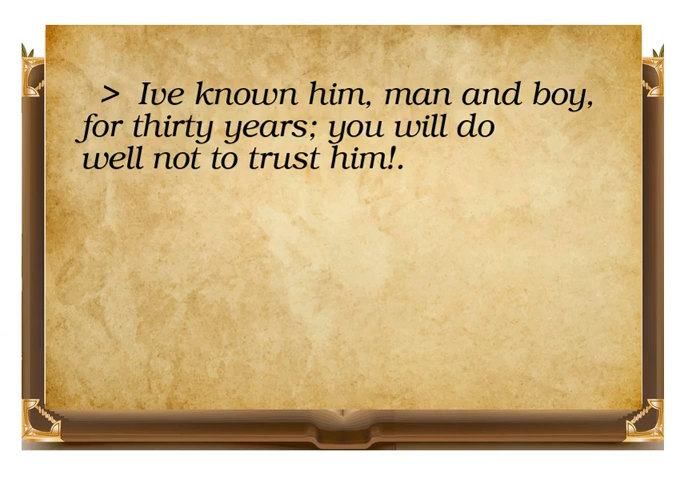 > Ive known him, man and boy,
for thirty years; you will do
well not to trust him!.